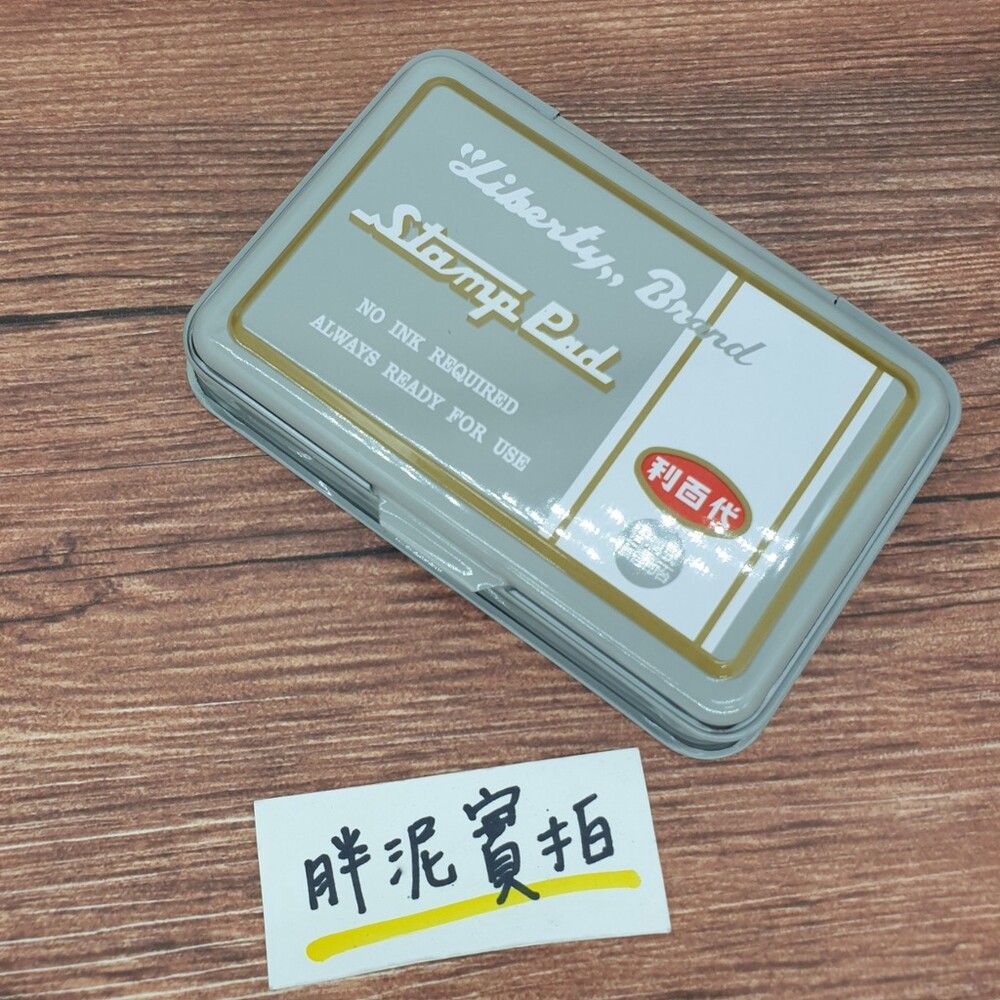 "Liberty,, Brand
Stamp Pad
NO INK REQUIRED
ALWAYS READY FOR USE
利百代
胖泥實拍